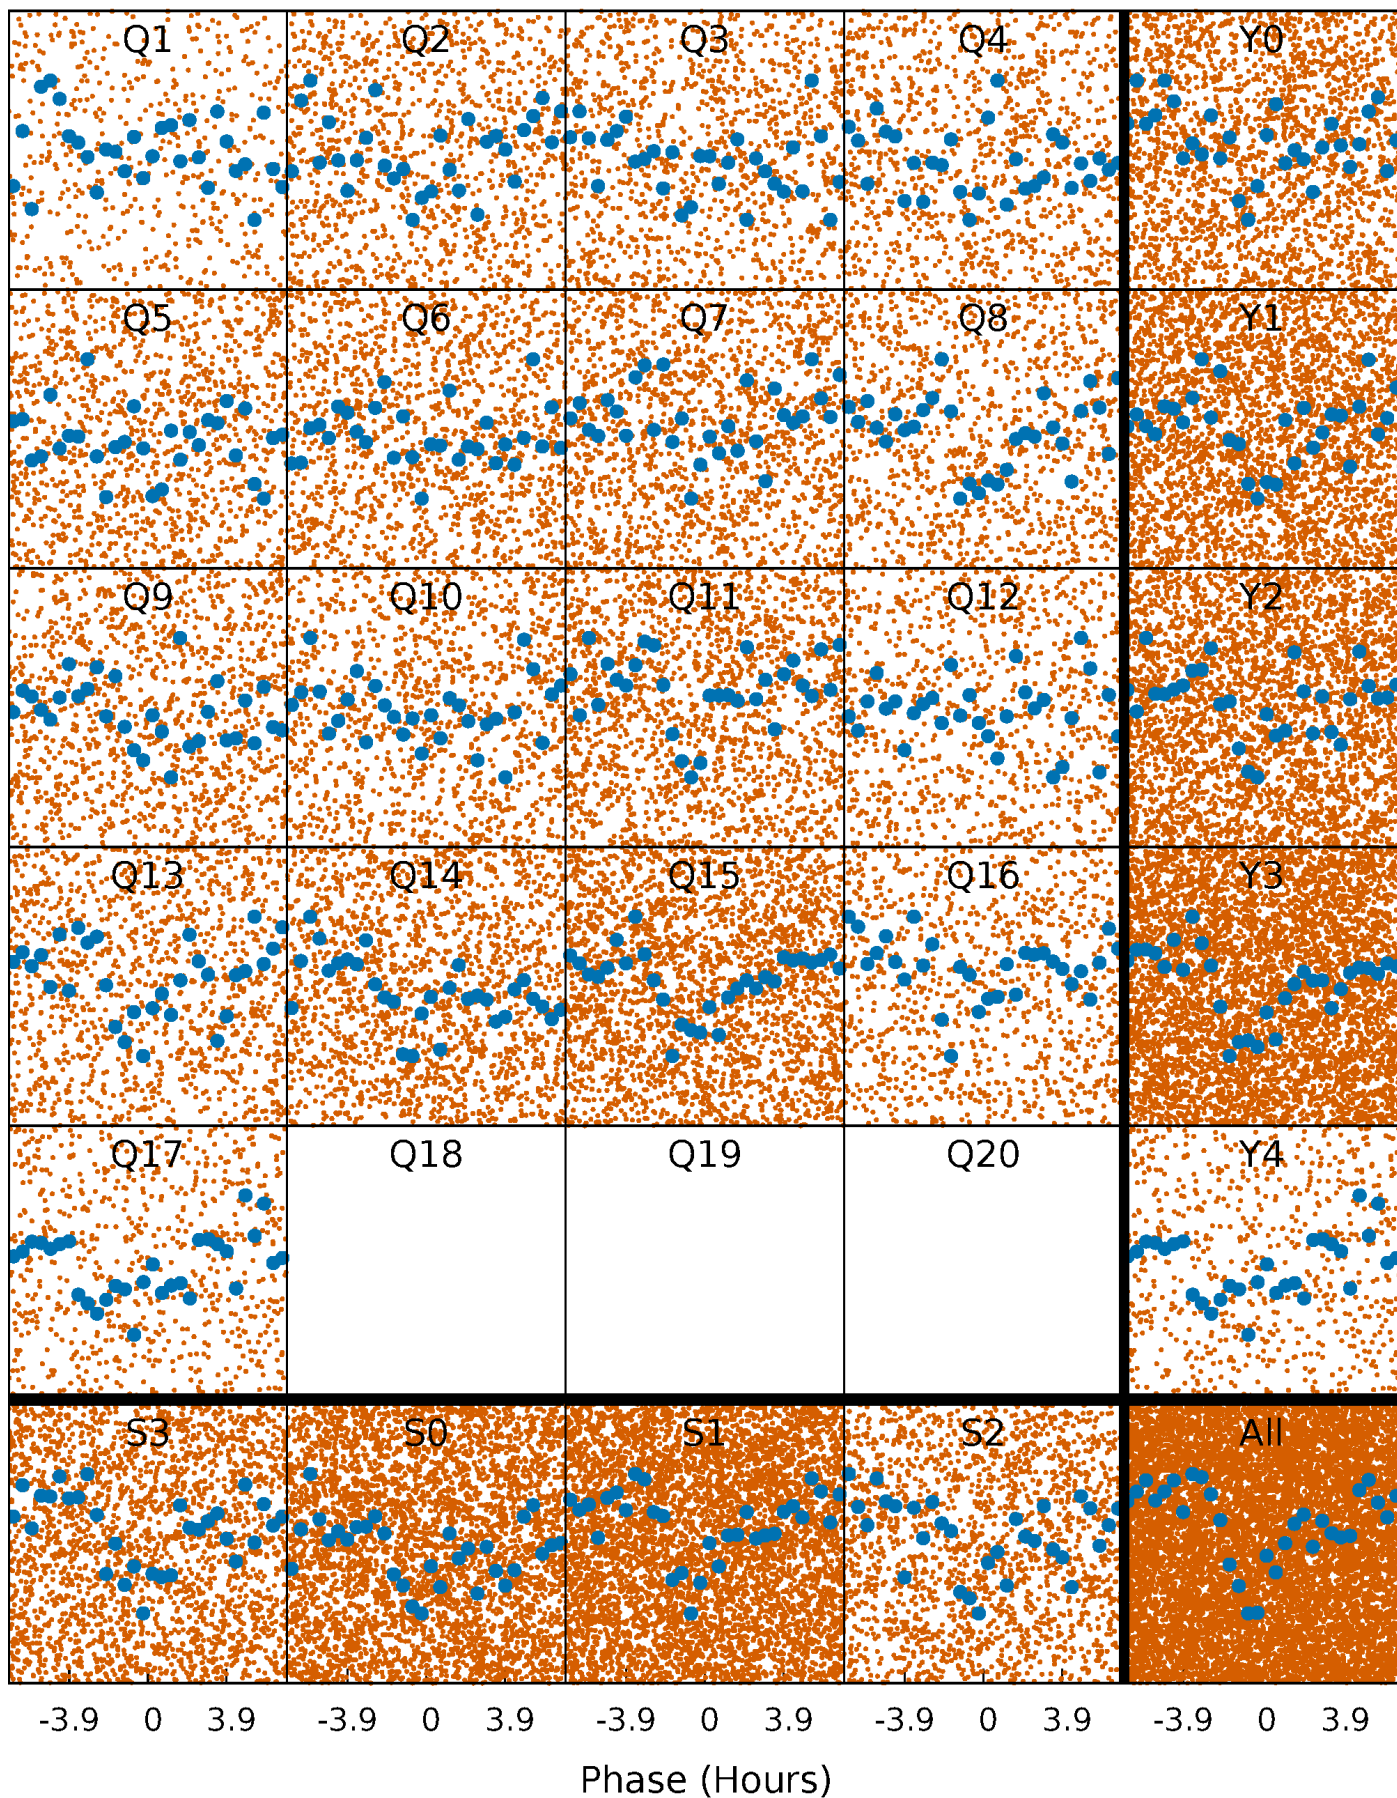 Q1 Q2 Q3 Q4 Y0
Q5 Q6 Q7 Q8 Y1
Q9 Q10 Q11 Q12 Y2
Q13 Q14 Q15 Q16 Y3
Q17 Q18 Q19 Q20 Y4
S3 S0 S1 S2 All
-3.9 0 3.9 -3.9 0 3.9 -3.9 0 3.9 -3.9 0 3.9 -3.9 0 3.9
Phase (Hours)